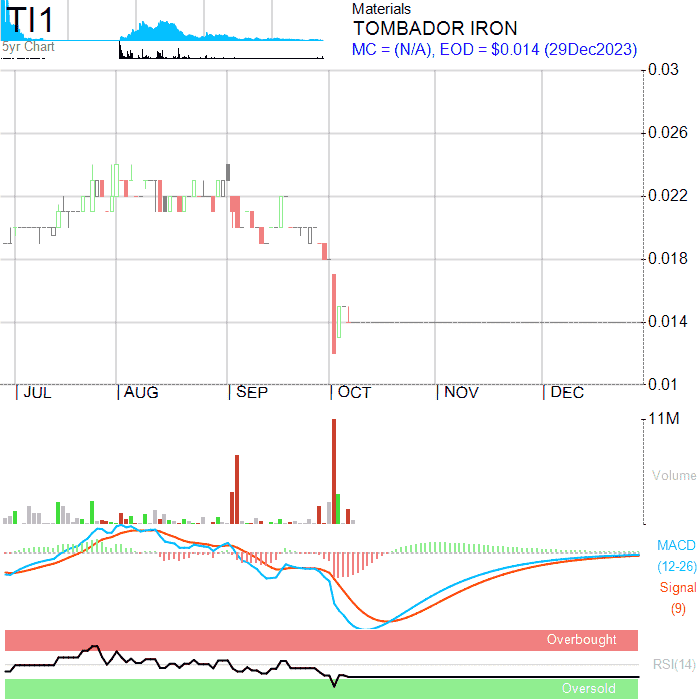 TI1
5yr Chart
Materials
TOMBADOR IRON
MC = (N/A), EOD = $0.014 (29Dec2023)
0.03
0.026
0.022
0.018
0.014
0.01
JUL AUG SEP OCT NOV DEC
11M
Volume
MACD
(12-26)
Signal
(9)
Overbought
RSI(14)
Oversold